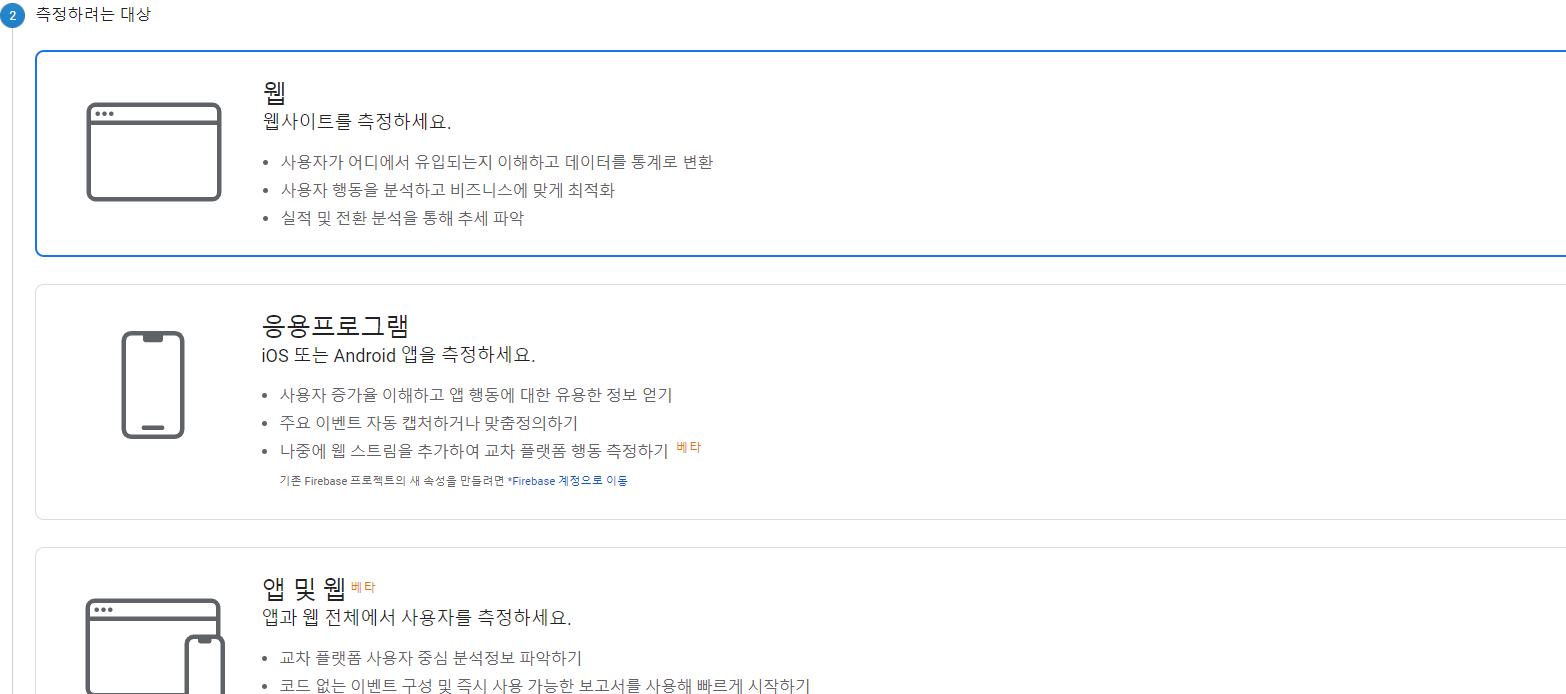 2 측정하려는 대상
웹
웹사이트를 측정하세요.
• 사용자가 어디에서 유입되는지 이해하고 데이터를 통계로 변환
• 사용자 행동을 분석하고 비즈니스에 맞게 최적화
• 실적 및 전환 분석을 통해 추세 파악
응용프로그램
iOS 또는 Android 앱을 측정하세요.
• 사용자 증가율 이해하고 앱 행동에 대한 유용한 정보 얻기
• 주요 이벤트 자동 캡처하거나 맞춤정의하기
• 나중에 웹 스트림을 추가하여 교차 플랫폼 행동 측정하기 베타
기존 Firebase 프로젝트의 새 속성을 만들려면 *Firebase 계정으로 이동
앱 및 웹 베타
앱과 웹 전체에서 사용자를 측정하세요.
• 교차 플랫폼 사용자 중심 분석정보 파악하기
• 코드 없는 이벤트 구성 및 즉시 사용 가능한 보고서를 사용해 빠르게 시작하기